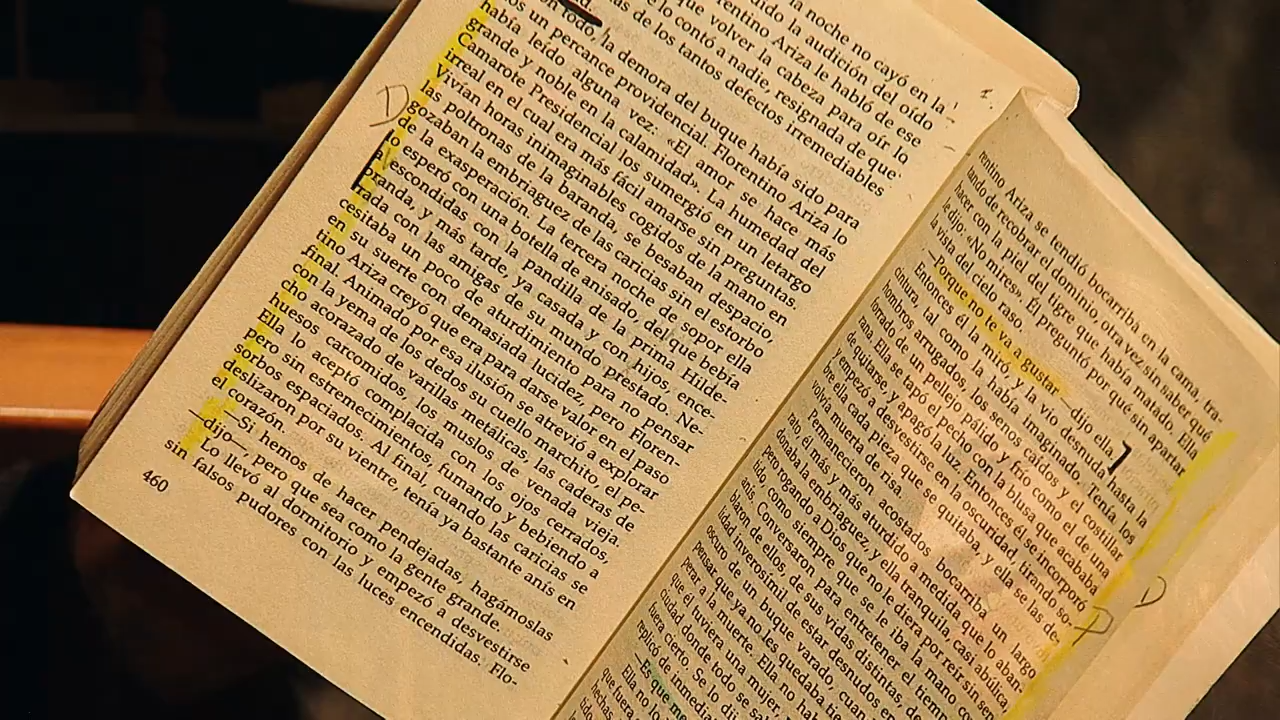 la noche no cayó en la
dido la audición del oído
que volver la cabeza para oír lo
rentino Ariza le habló de ese
lo contó a nadie, resignada de que
as de los tantos defectos irremediables
on todo, la demora del buque había sido para
os un percance providencial. Florentino Ariza lo
había leído alguna vez: «El amor se hace más
grande y noble en la calamidad». La humedad del
Camarote Presidencial los sumergió en un letargo
irreal en el cual era más fácil amarse sin preguntas.
Vivían horas inimaginables cogidos de la mano en
las poltronas de la baranda, se besaban despacio
gozaban la embriaguez de las caricias sin el estorbo
de la exasperación. La tercera noche de sopor ella
lo esperó con una botella de anisado, del que bebía
a escondidas con la pandilla de la prima Hilde-
branda, y más tarde, ya casada y con hijos, ence-
rrada con las amigas de su mundo prestado. Ne-
cesitaba un poco de aturdimiento para no pensar
en su suerte con demasiada lucidez, pero Floren-
tino Ariza creyó que era para darse valor en el paso
final. Animado por esa ilusión se atrevió a explorar
con la yema de los dedos su cuello marchito, el pe-
cho acorazado de varillas metálicas, las caderas de
huesos carcomidos, los muslos de venada vieja
Ella lo aceptó complacida con los ojos cerrados,
pero sin estremecimientos, fumando y bebiendo a
sorbos espaciados. Al final, cuando las caricias se
deslizaron por su vientre, tenía ya bastante anís en
el corazón.
—Si hemos de hacer pendejadas, hagámoslas
dijo—, pero que sea como la gente grande.
Lo llevó al dormitorio y empezó a desvestirse
sin falsos pudores con las luces encendidas. Flo-
460
rentino Ariza se tendió bocarriba en la cama, tra-
tando de recobrar el dominio, otra vez sin saber qué
hacer con la piel del tigre que había matado. Ella
le dijo: «No mires». Él preguntó por qué sin apartar
la vista del cielo raso.
—Porque no te va a gustar —dijo ella.
Entonces él la miró, y la vio desnuda hasta la
cintura, tal como la había imaginado. Tenía los
hombros arrugados, los senos caídos y el costillar
forrado de un pellejo pálido y frío como el de una
rana. Ella se tapó el pecho con la blusa que acababa
de quitarse, y apagó la luz. Entonces él se incorporó
y empezó a desvestirse en la oscuridad, tirando so-
bre ella cada pieza que se quitaba, y ella se las de-
volvía muerta de risa.
Permanecieron acostados bocarriba un largo
rato, él más y más aturdido a medida que lo aban-
donaba la embriaguez, y ella tranquila, casi abúlica,
pero rogando a Dios que no le diera por reír sin sen-
tido, como siempre que se le iba la mano con
anís. Conversaron para entretener el tiempo
blaron de ellos, de sus vidas distintas, de
lidad inverosímil de estar desnudos en
oscuro de un buque varado, cuan
pensar que ya no les quedaba tie
perar a la muerte. Ella no hab
que él tuviera una mujer,
ciudad donde todo se sa
fuera cierto. Se lo di
replicó de inmedia
—Es que me
Ella no lo
que fuera